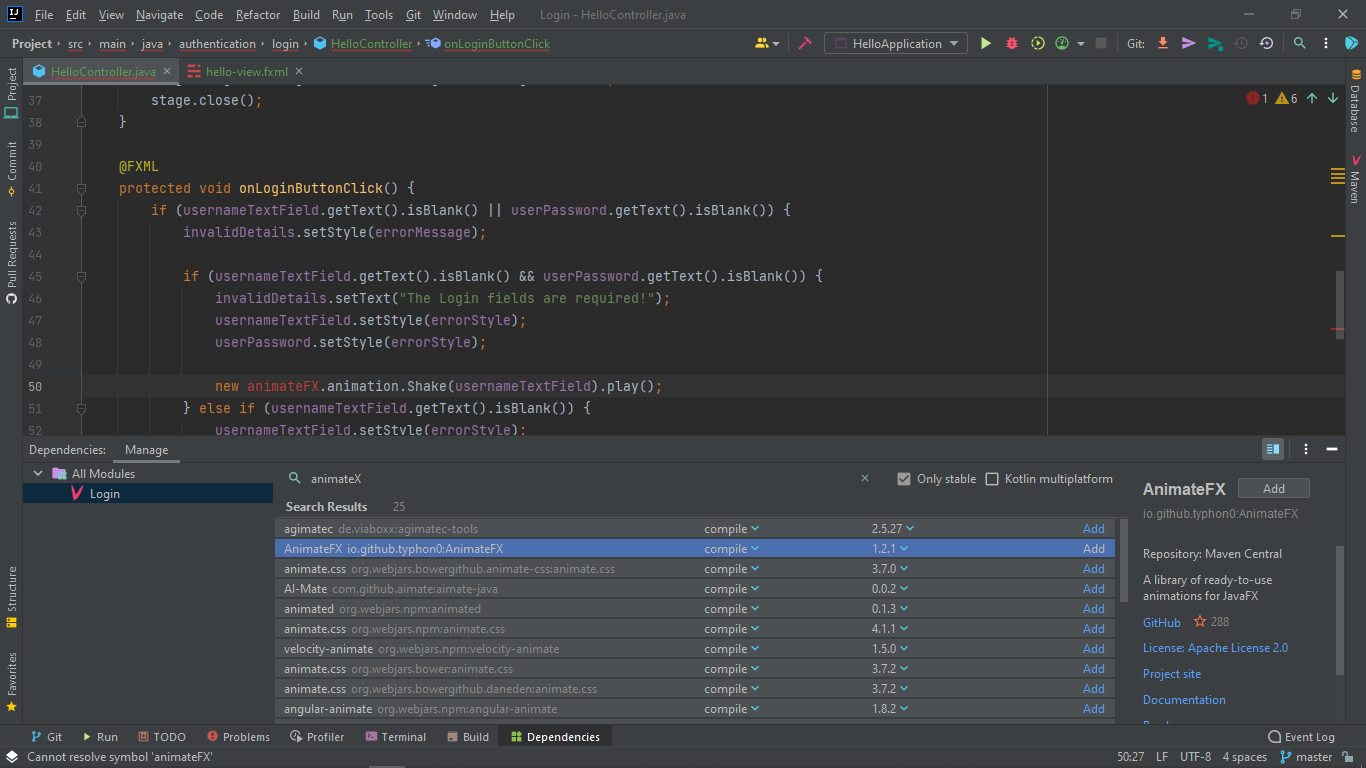 File Edit View Navigate Code Refactor Build Run Tools Git Window Help Login - HelloController.java
Project src main java authentication login HelloController onLoginButtonClick HelloApplication Git:
HelloController.java hello-view.fxml
37 stage.close();
38 }
39
40 @FXML
41 protected void onLoginButtonClick() {
42 if (usernameTextField.getText().isBlank() || userPassword.getText().isBlank()) {
43 invalidDetails.setStyle(errorMessage);
44
45 if (usernameTextField.getText().isBlank() && userPassword.getText().isBlank()) {
46 invalidDetails.setText("The Login fields are required!");
47 usernameTextField.setStyle(errorStyle);
48 userPassword.setStyle(errorStyle);
49
50 new animateFX.animation.Shake(usernameTextField).play();
51 } else if (usernameTextField.getText().isBlank()) {
52 usernameTextField.setStyle(errorStyle);
1 6
Project
Commit
Pull Requests
Structure
Favorites
Database
Maven
Dependencies: Manage
All Modules
Login
animateX
Only stable Kotlin multiplatform
Search Results 25
agimatec de.viaboxx:agimatec-tools compile 2.5.27 Add
AnimateFX io.github.typhon0:AnimateFX compile 1.2.1 Add
animate.css org.webjars.bowergithub.animate-css:animate.css compile 3.7.0 Add
AI-Mate com.github.aimate:aimate-java compile 0.0.2 Add
animated org.webjars.npm:animated compile 0.1.3 Add
animate.css org.webjars.npm:animate.css compile 4.1.1 Add
velocity-animate org.webjars.npm:velocity-animate compile 1.5.0 Add
animate.css org.webjars.bower:animate.css compile 3.7.2 Add
animate.css org.webjars.bowergithub.daneden:animate.css compile 3.7.2 Add
angular-animate org.webjars.npm:angular-animate compile 1.8.2 Add
AnimateFX Add
io.github.typhon0:AnimateFX
Repository: Maven Central
A library of ready-to-use
animations for JavaFX
GitHub 288
License: Apache License 2.0
Project site
Documentation
Git Run TODO Problems Profiler Terminal Build Dependencies Event Log
Cannot resolve symbol 'animateFX' 50:27 LF UTF-8 4 spaces master